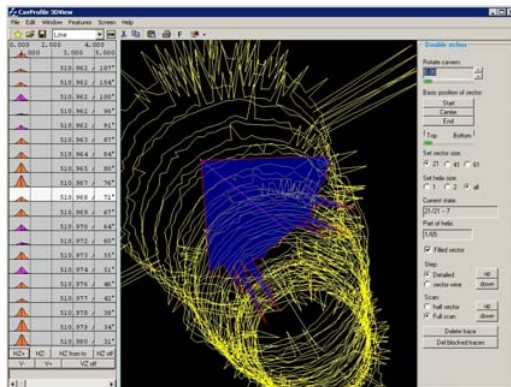 CavProfile 3DView
File Edit Window Features Screen Help
Line
F
0.000 2.000 4.000
3.000 5.000
510.962 / 107°
510.962 / 104°
510.962 / 100°
510.962 / 96°
510.962 / 91°
510.963 / 87°
510.964 / 84°
510.965 / 80°
510.967 / 76°
510.968 / 71°
510.969 / 67°
510.970 / 64°
510.972 / 60°
510.973 / 55°
510.974 / 51°
510.976 / 46°
510.977 / 42°
510.978 / 38°
510.979 / 34°
510.980 / 31°
HZ+ HZ- HZ from to HZ off
V- V+ VZ off
Double echos
Rotate cavern:
0.00
Basic position of sector:
Start
Center
End
Top Bottom
Set sector size:
21 41 61
Set helix size:
1 2 all
Current state:
21/21 - 7
Part of helix:
1/65
Filled sector
Step:
Detailed up
sector wise down
Scan:
half sector up
Full scan down
Delete trace
Del blocked traces